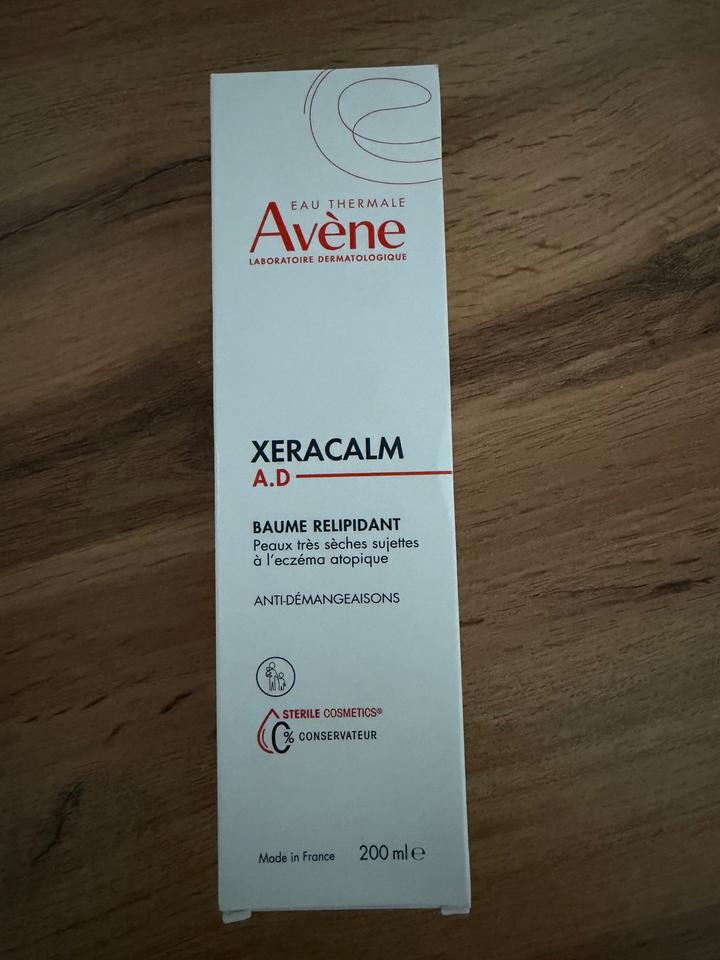 EAU THERMALE
Avène
LABORATOIRE DERMATOLOGIQUE
XERACALM
A.D
BAUME RELIPIDANT
Peaux très sèches sujettes
à l'eczéma atopique
ANTI-DÉMANGEAISONS
STERILE COSMETICS®
0% CONSERVATEUR
Made in France 200 ml ℮